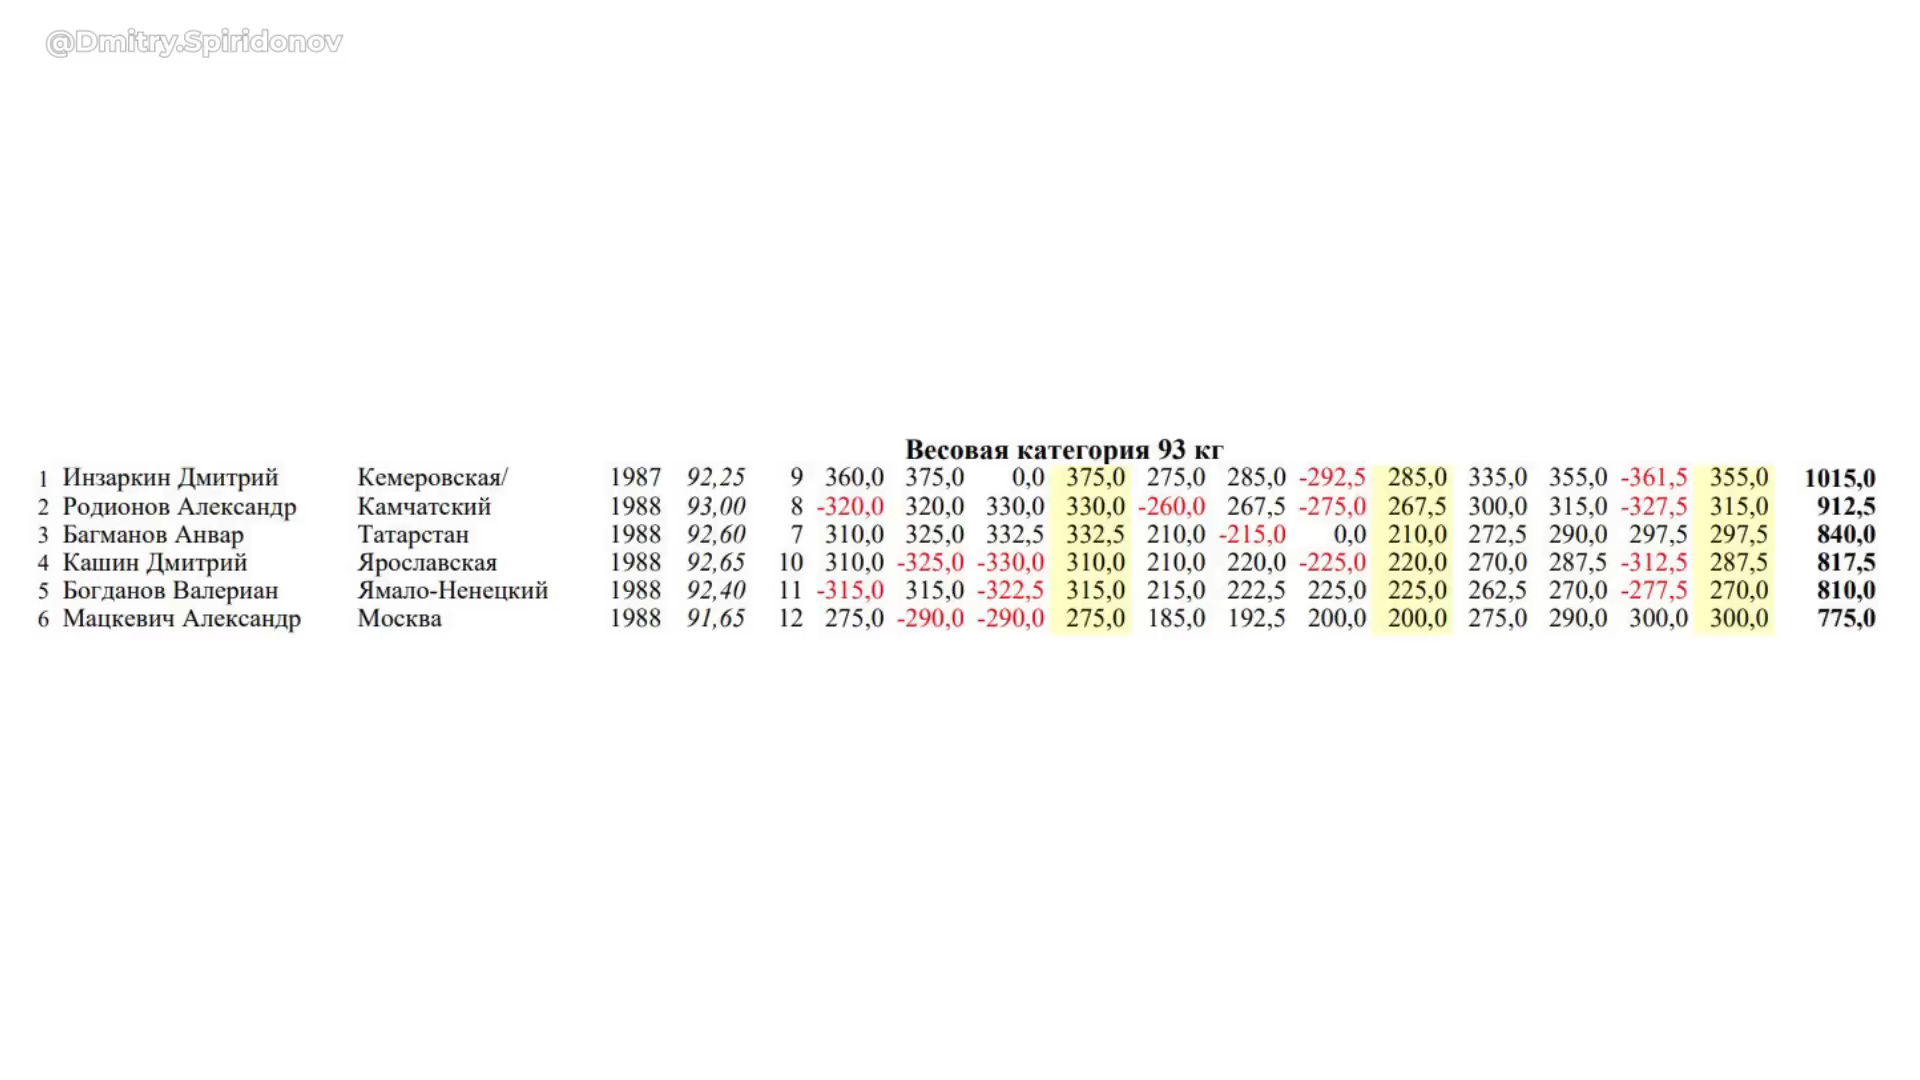 @Dmitry.Spiridonov
Весовая категория 93 кг
1 Инзаркин Дмитрий Кемеровская/ 1987 92,25 9 360,0 375,0 0,0 375,0 275,0 285,0 -292,5 285,0 335,0 355,0 -361,5 355,0 1015,0
2 Родионов Александр Камчатский 1988 93,00 8 -320,0 320,0 330,0 330,0 -260,0 267,5 -275,0 267,5 300,0 315,0 -327,5 315,0 912,5
3 Багманов Анвар Татарстан 1988 92,60 7 310,0 325,0 332,5 332,5 210,0 -215,0 0,0 210,0 272,5 290,0 297,5 297,5 840,0
4 Кашин Дмитрий Ярославская 1988 92,65 10 310,0 -325,0 -330,0 310,0 210,0 220,0 -225,0 220,0 270,0 287,5 -312,5 287,5 817,5
5 Богданов Валериан Ямало-Ненецкий 1988 92,40 11 -315,0 315,0 -322,5 315,0 215,0 222,5 225,0 225,0 262,5 270,0 -277,5 270,0 810,0
6 Мацкевич Александр Москва 1988 91,65 12 275,0 -290,0 -290,0 275,0 185,0 192,5 200,0 200,0 275,0 290,0 300,0 300,0 775,0